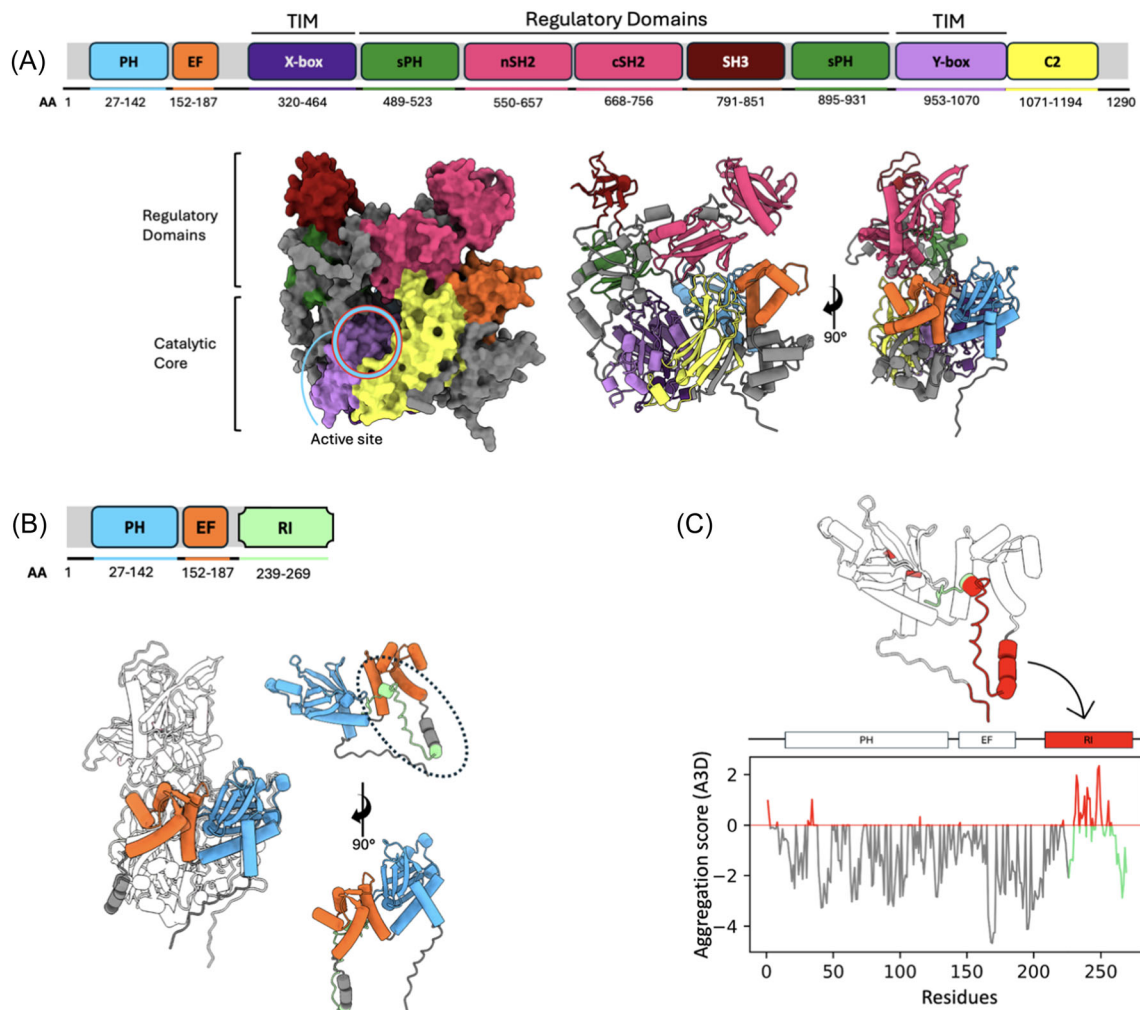 TIM Regulatory Domains TIM
(A) PH EF X-box sPH nSH2 cSH2 SH3 sPH Y-box C2
AA 1 27-142 152-187 320-464 489-523 550-657 668-756 791-851 895-931 953-1070 1071-1194 1290
Regulatory
Domains
90°
Catalytic
Core
Active site
(B) PH EF RI
AA 1 27-142 152-187 239-269
90°
(C)
PH EF RI
Aggregation score (A3D)
2
0
−2
−4
0 50 100 150 200 250
Residues